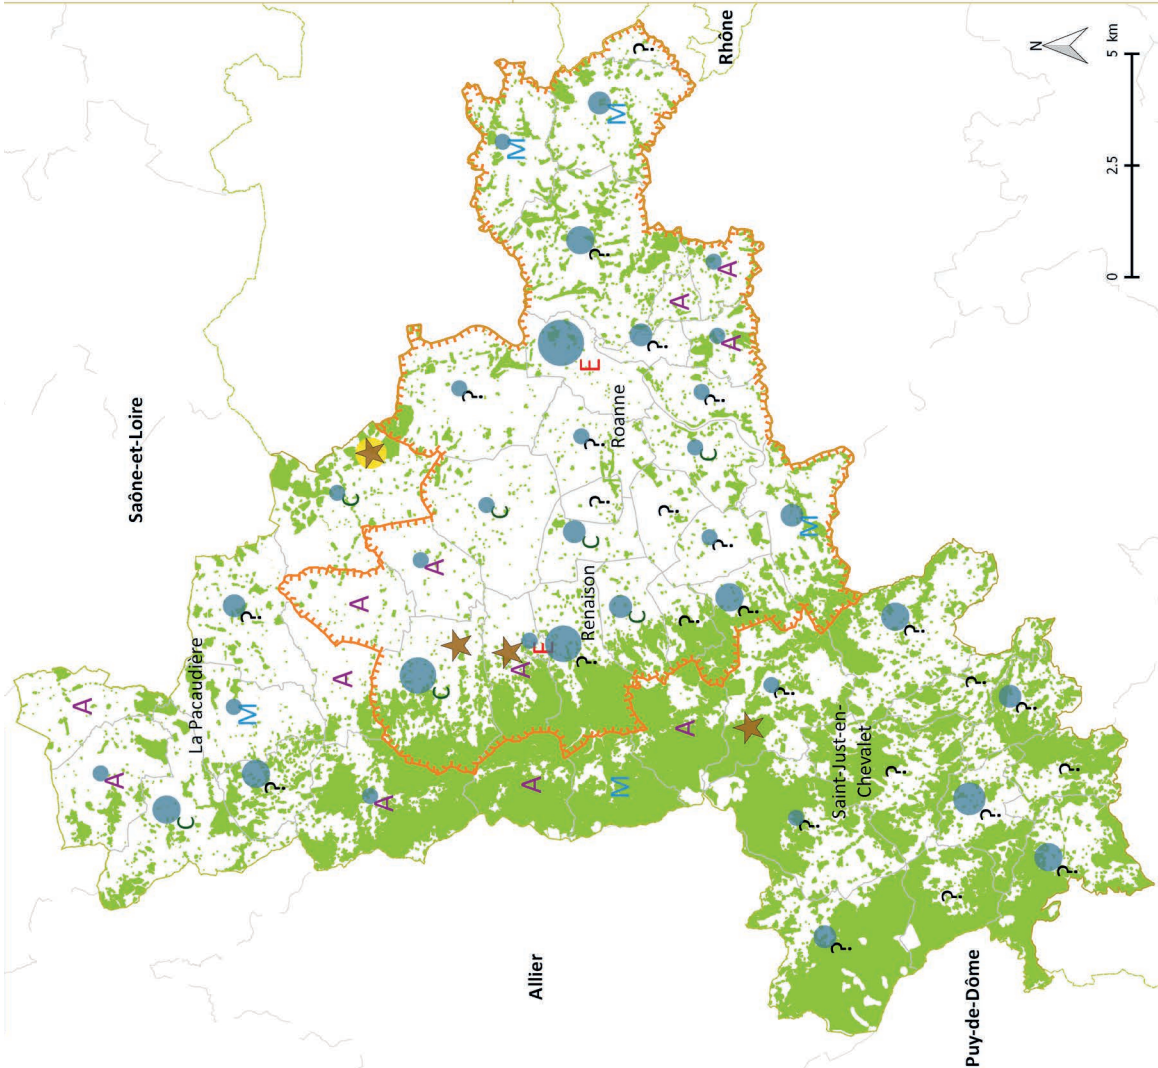 A
A
Saône-et-Loire
C
La Pacaudière
M
?
?
A
C
A
A
A
C
?
C
M
A
A
Allier
E
?
Renaison
C
E
?
?
?
M
Roanne
M
C
?
?
?
A
A
?
C
?
?
Rhône
A
A
?
?
?
M
Saint-Just-en-
Chevalet
?
?
?
?
Puy-de-Dôme
?
?
?
N
?
?
0 2.5 5 km